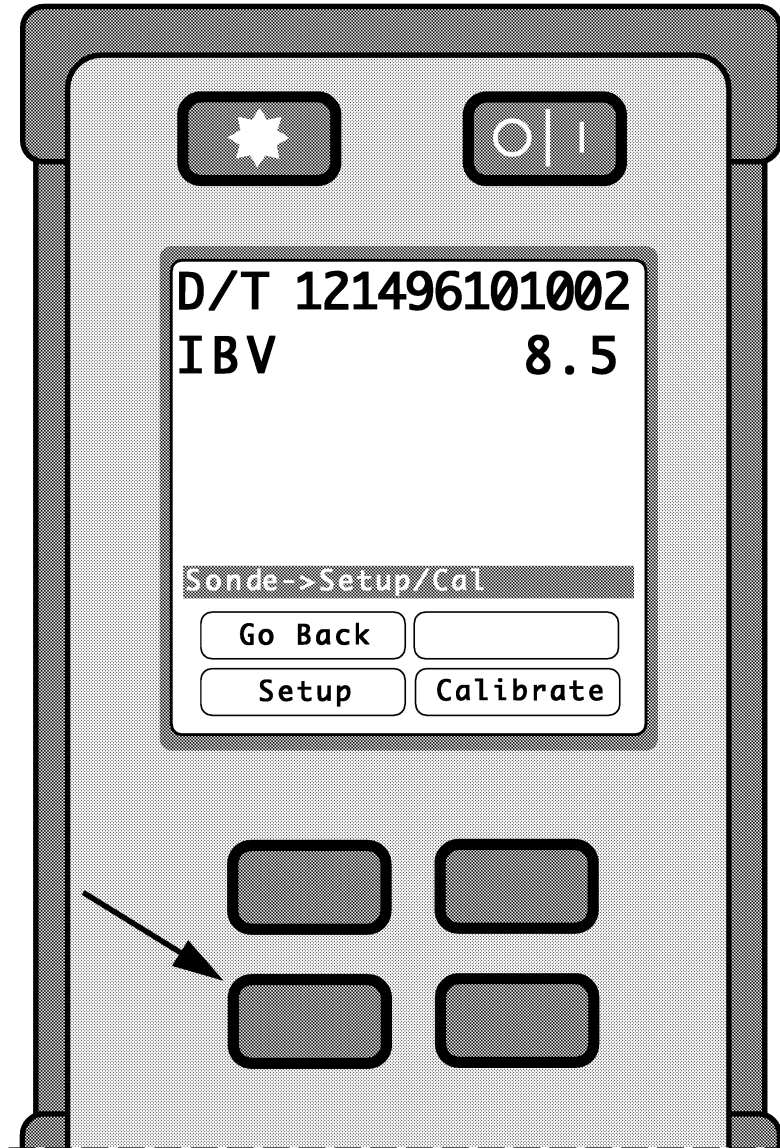 D/T 121496101002
IBV 8.5
Sonde->Setup/Cal
Go Back
Setup Calibrate